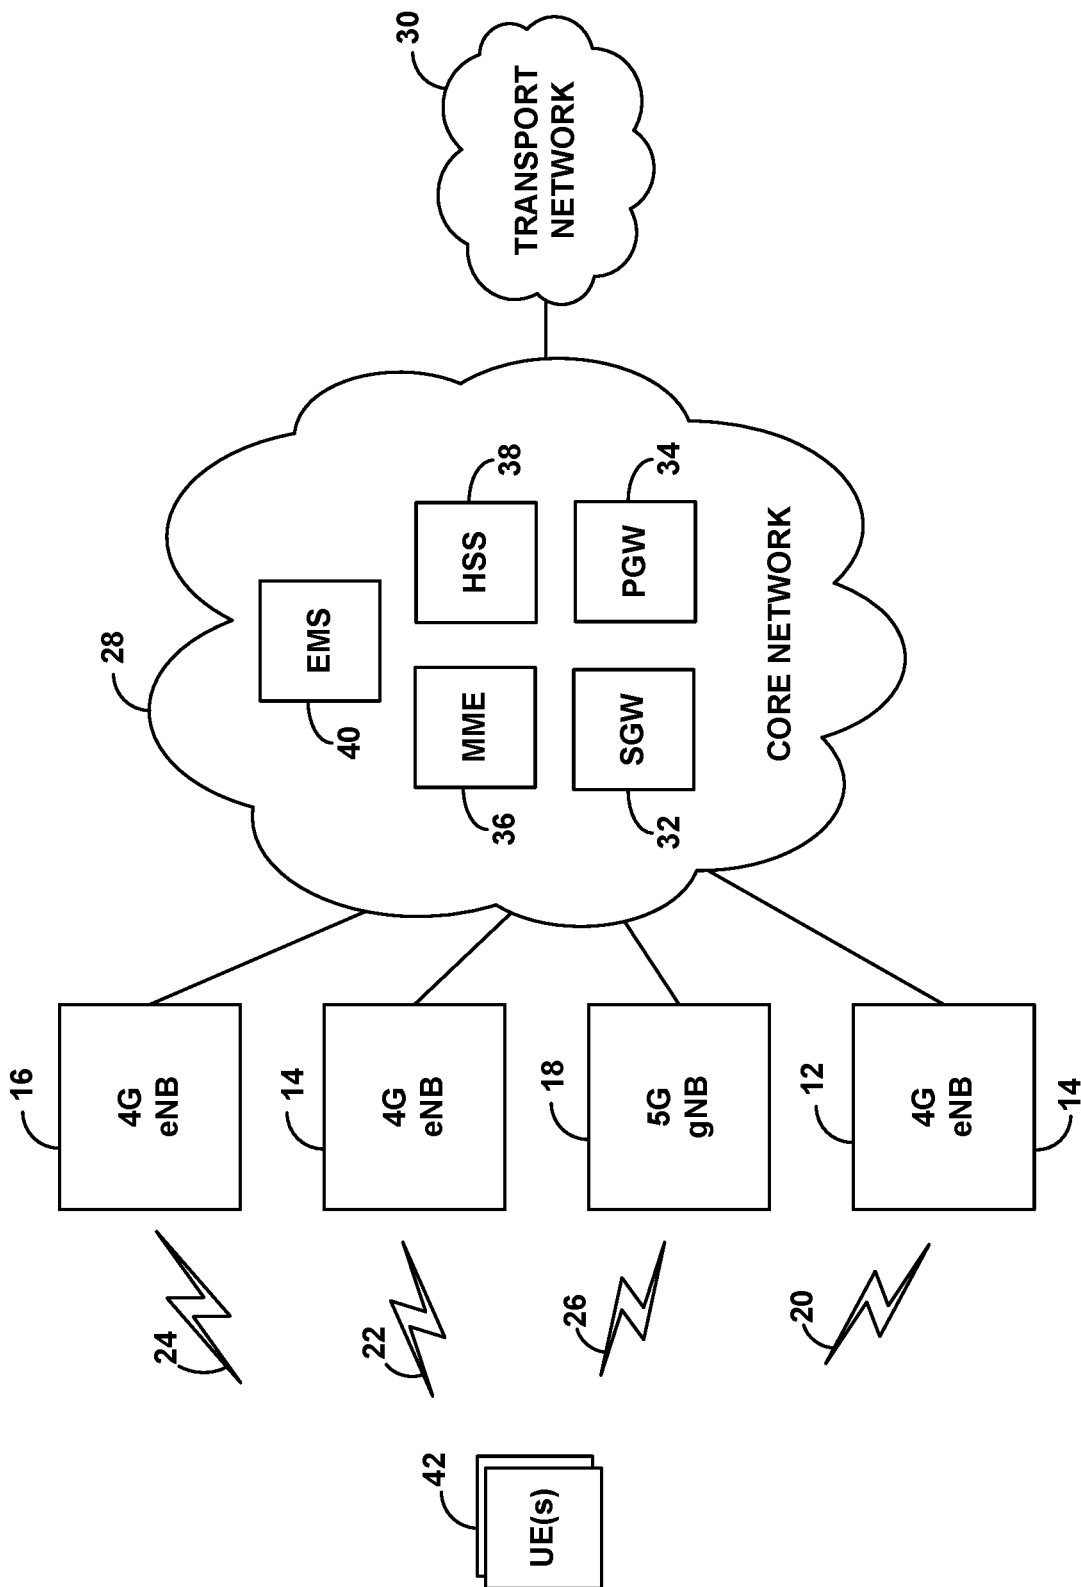 16
4G
eNB
24
28
30
TRANSPORT
NETWORK
EMS
40
14
4G
eNB
22
42
UE(s)
MME
36
HSS
38
18
5G
gNB
26
SGW
32
PGW
34
CORE NETWORK
12
4G
eNB
14
20